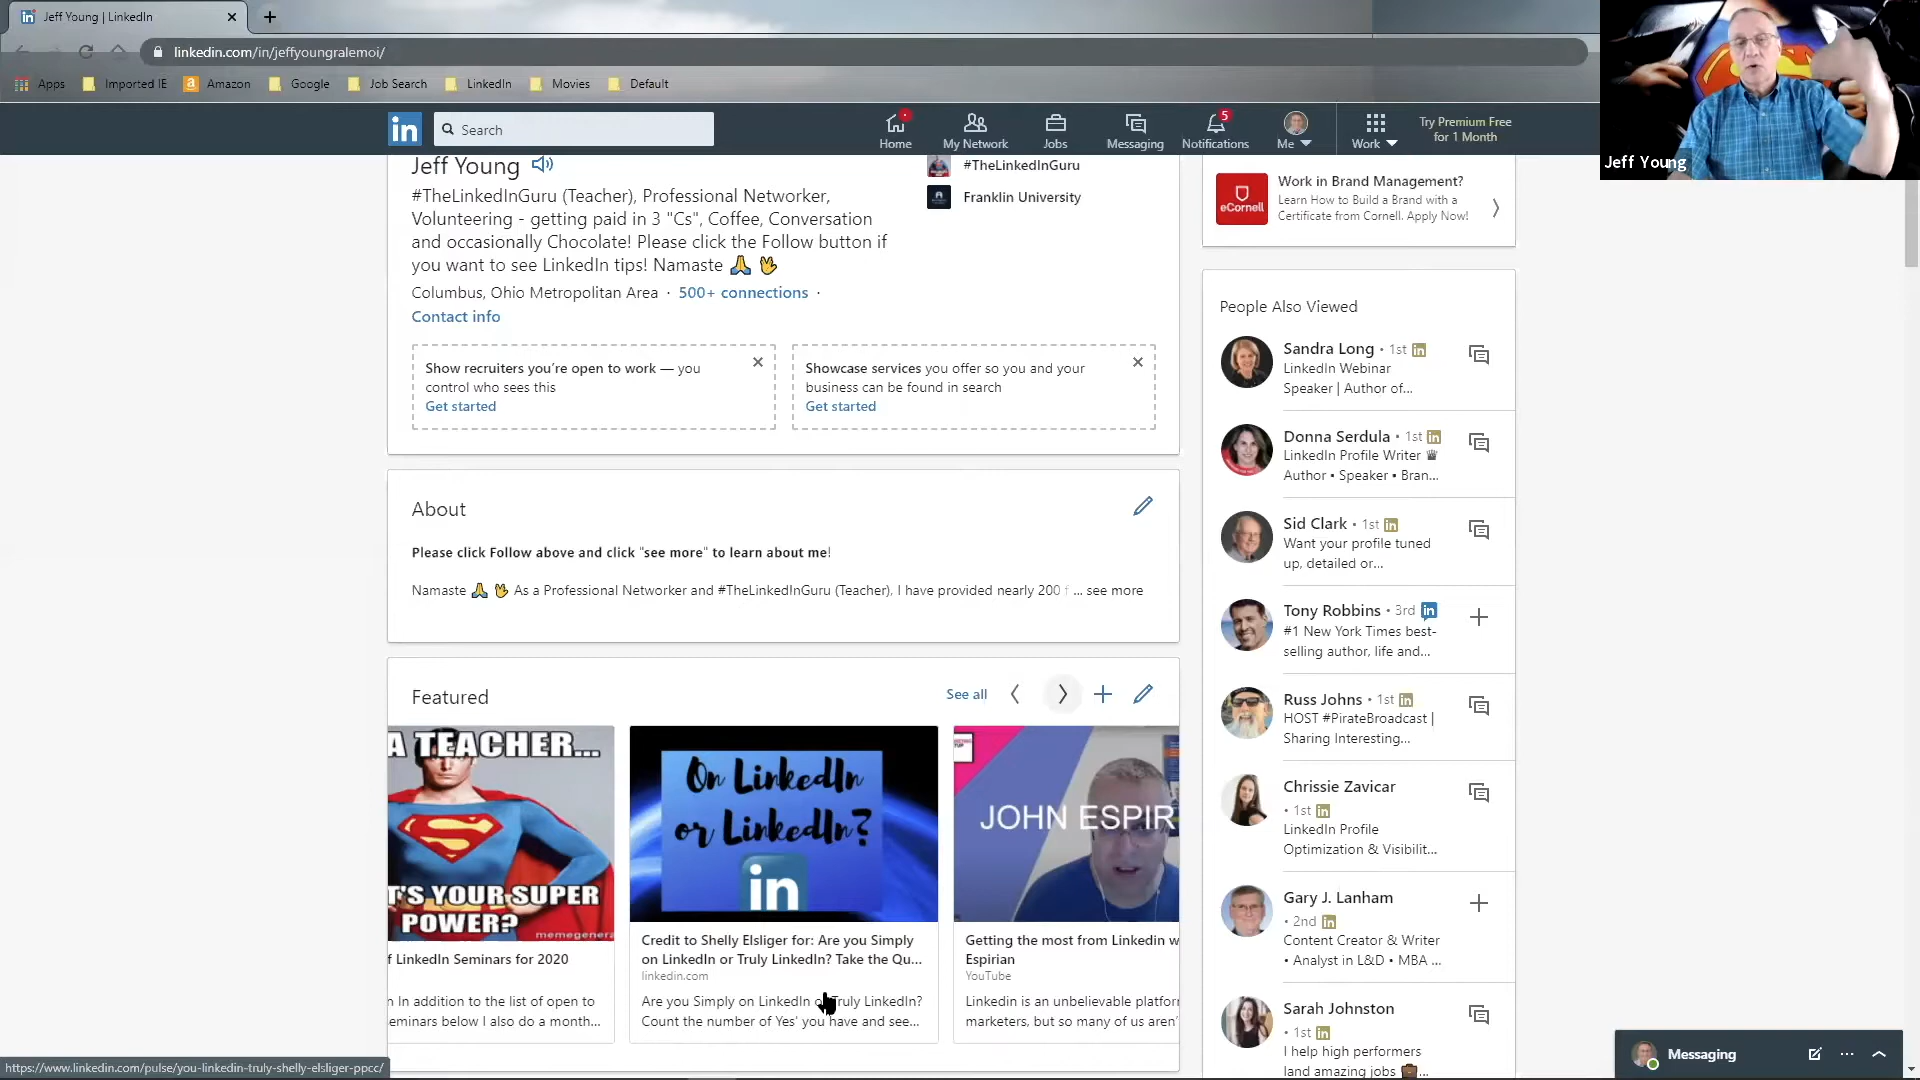 Jeff Young | LinkedIn
linkedin.com/in/jeffyoungralemoi/
Apps
Imported IE
Amazon
Google
Job Search
LinkedIn
Movies
Default
Jeff Young
Search
Home
My Network
Jobs
Messaging
5
Notifications
Me
Work
Try Premium Free
for 1 Month
Jeff Young
#TheLinkedInGuru (Teacher), Professional Networker,
Volunteering - getting paid in 3 "Cs", Coffee, Conversation
and occasionally Chocolate! Please click the Follow button if
you want to see LinkedIn tips! Namaste 🙏 🖖
Columbus, Ohio Metropolitan Area · 500+ connections ·
Contact info
#TheLinkedInGuru
Franklin University
Show recruiters you're open to work — you
control who sees this
Get started
Showcase services you offer so you and your
business can be found in search
Get started
About
Please click Follow above and click "see more" to learn about me!
Namaste 🙏 🖖 As a Professional Networker and #TheLinkedInGuru (Teacher), I have provided nearly 200 f ... see more
Featured
See all
A TEACHER...
T'S YOUR SUPER
POWER?
f LinkedIn Seminars for 2020
n In addition to the list of open to
eminars below I also do a month...
On LinkedIn
or LinkedIn?
in
Credit to Shelly Elsliger for: Are you Simply
on LinkedIn or Truly LinkedIn? Take the Qu...
linkedin.com
Are you Simply on LinkedIn or Truly LinkedIn?
Count the number of Yes' you have and see...
JOHN ESPIR
Getting the most from Linkedin w
Espirian
YouTube
Linkedin is an unbelievable platfor
marketers, but so many of us aren'
eCornell
Work in Brand Management?
Learn How to Build a Brand with a
Certificate from Cornell. Apply Now!
People Also Viewed
Sandra Long • 1st
LinkedIn Webinar
Speaker | Author of...
Donna Serdula • 1st
LinkedIn Profile Writer ♛
Author • Speaker • Bran...
Sid Clark • 1st
Want your profile tuned
up, detailed or...
Tony Robbins • 3rd
#1 New York Times best-
selling author, life and...
Russ Johns • 1st
HOST #PirateBroadcast |
Sharing Interesting...
Chrissie Zavicar
• 1st
LinkedIn Profile
Optimization & Visibilit...
Gary J. Lanham
• 2nd
Content Creator & Writer
• Analyst in L&D • MBA ...
Sarah Johnston
• 1st
I help high performers
land amazing jobs 💼...
Messaging
https://www.linkedin.com/pulse/you-linkedin-truly-shelly-elsliger-ppcc/